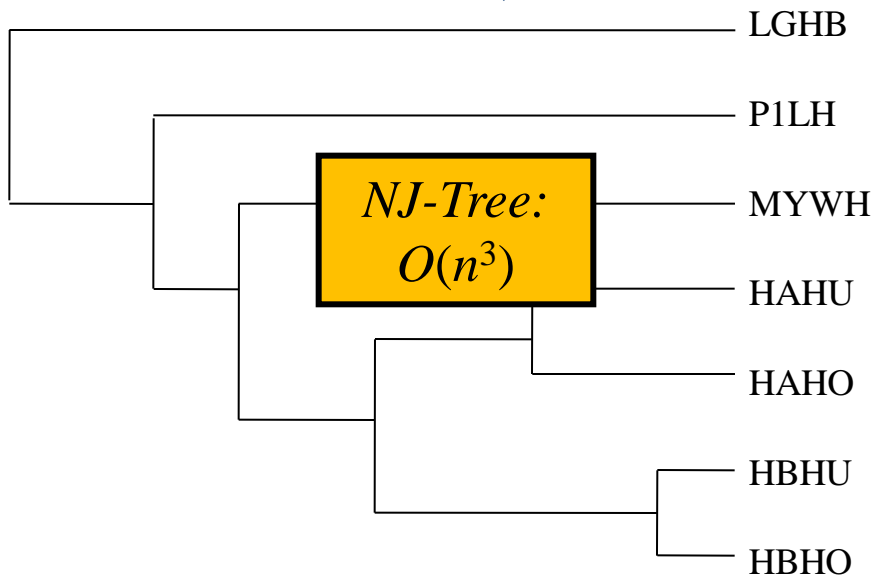 LGHB
P1LH
NJ-Tree:
O(n³)
MYWH
HAHU
HAHO
HBHU
HBHO